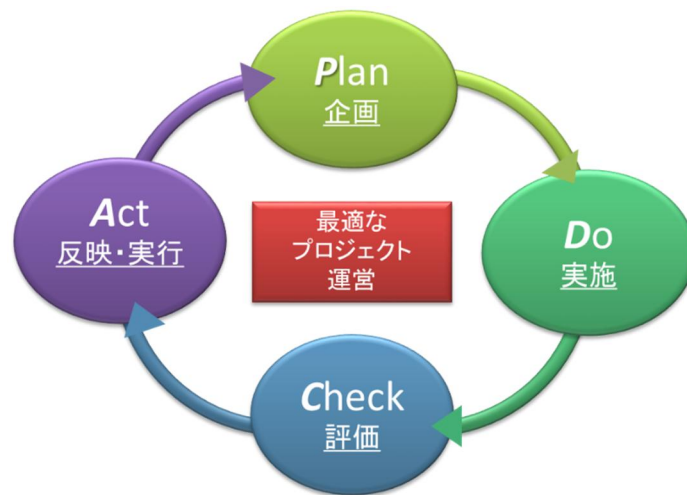 Plan
企画
Do
実施
Check
評価
Act
反映・実行
最適な
プロジェクト
運営